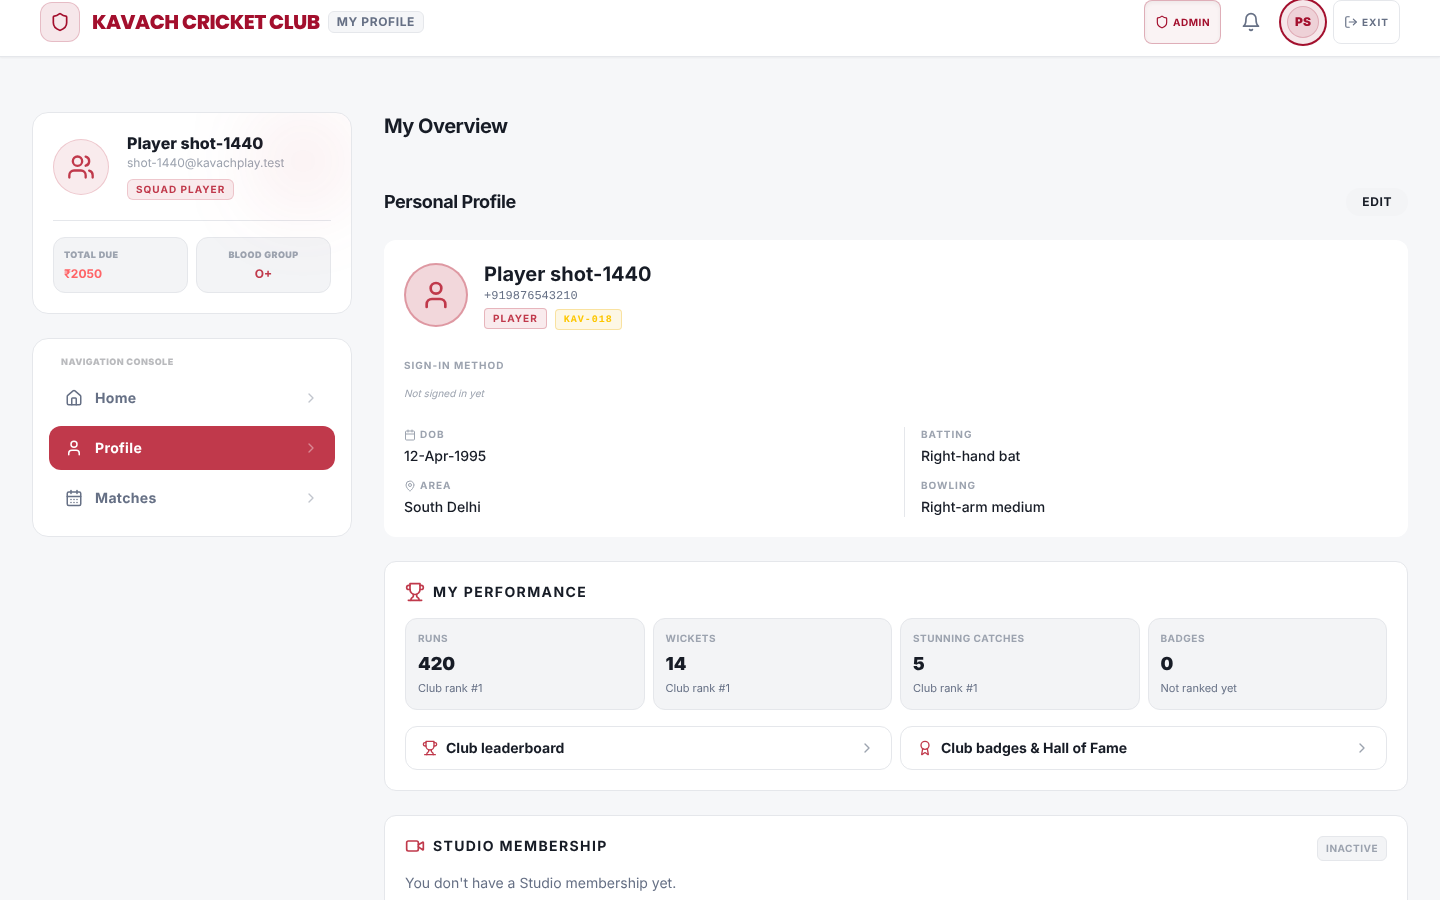 KAVACH CRICKET CLUB MY PROFILE
ADMIN PS EXIT
Player shot-1440
shot-1440@kavachplay.test
SQUAD PLAYER
TOTAL DUE
₹2050
BLOOD GROUP
O+
NAVIGATION CONSOLE
Home
Profile
Matches
My Overview
Personal Profile EDIT
Player shot-1440
+919876543210
PLAYER KAV-018
SIGN-IN METHOD
Not signed in yet
DOB
12-Apr-1995
AREA
South Delhi
BATTING
Right-hand bat
BOWLING
Right-arm medium
MY PERFORMANCE
RUNS
420
Club rank #1
WICKETS
14
Club rank #1
STUNNING CATCHES
5
Club rank #1
BADGES
0
Not ranked yet
Club leaderboard
Club badges & Hall of Fame
STUDIO MEMBERSHIP INACTIVE
You don't have a Studio membership yet.